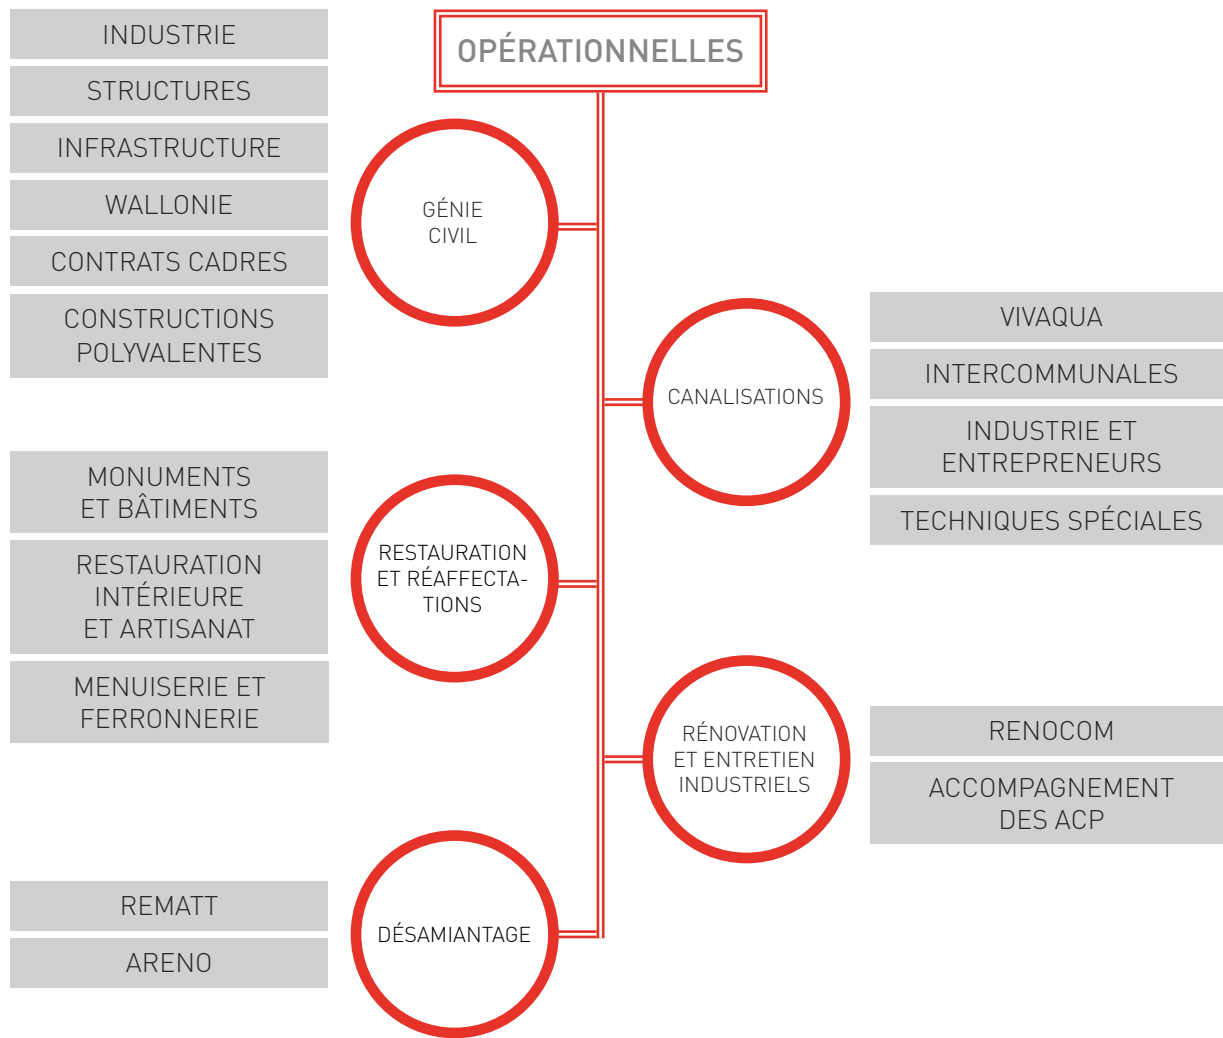 OPÉRATIONNELLES
INDUSTRIE
STRUCTURES
INFRASTRUCTURE
WALLONIE
CONTRATS CADRES
CONSTRUCTIONS
POLYVALENTES
GÉNIE
CIVIL
CANALISATIONS
VIVAQUA
INTERCOMMUNALES
INDUSTRIE ET
ENTREPRENEURS
TECHNIQUES SPÉCIALES
MONUMENTS
ET BÂTIMENTS
RESTAURATION
INTÉRIEURE
ET ARTISANAT
MENUISERIE ET
FERRONNERIE
RESTAURATION
ET RÉAFFECTA-
TIONS
RÉNOVATION
ET ENTRETIEN
INDUSTRIELS
RENOCOM
ACCOMPAGNEMENT
DES ACP
REMATT
ARENO
DÉSAMIANTAGE